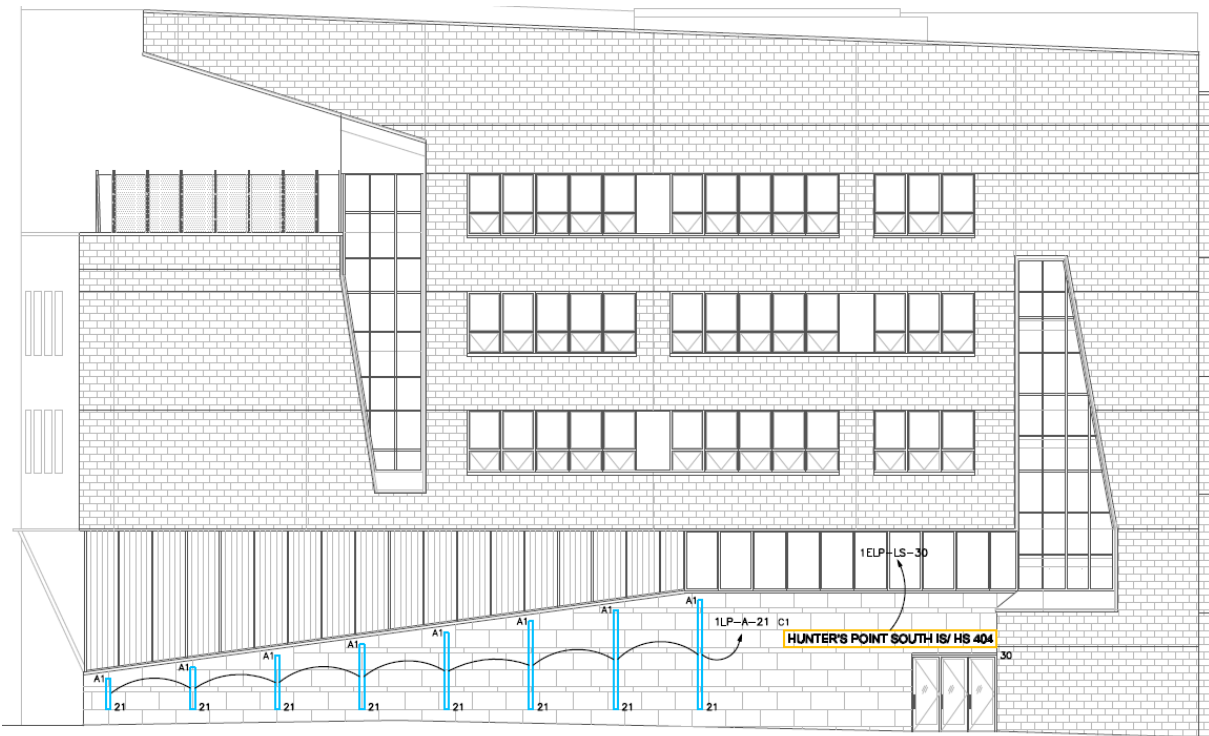 1ELP-LS-30
A1
A1
1LP-A-21 C1
A1
HUNTER'S POINT SOUTH IS/ HS 404
A1
A1
30
A1
A1
A1
21
21
21
21
21
21
21
21